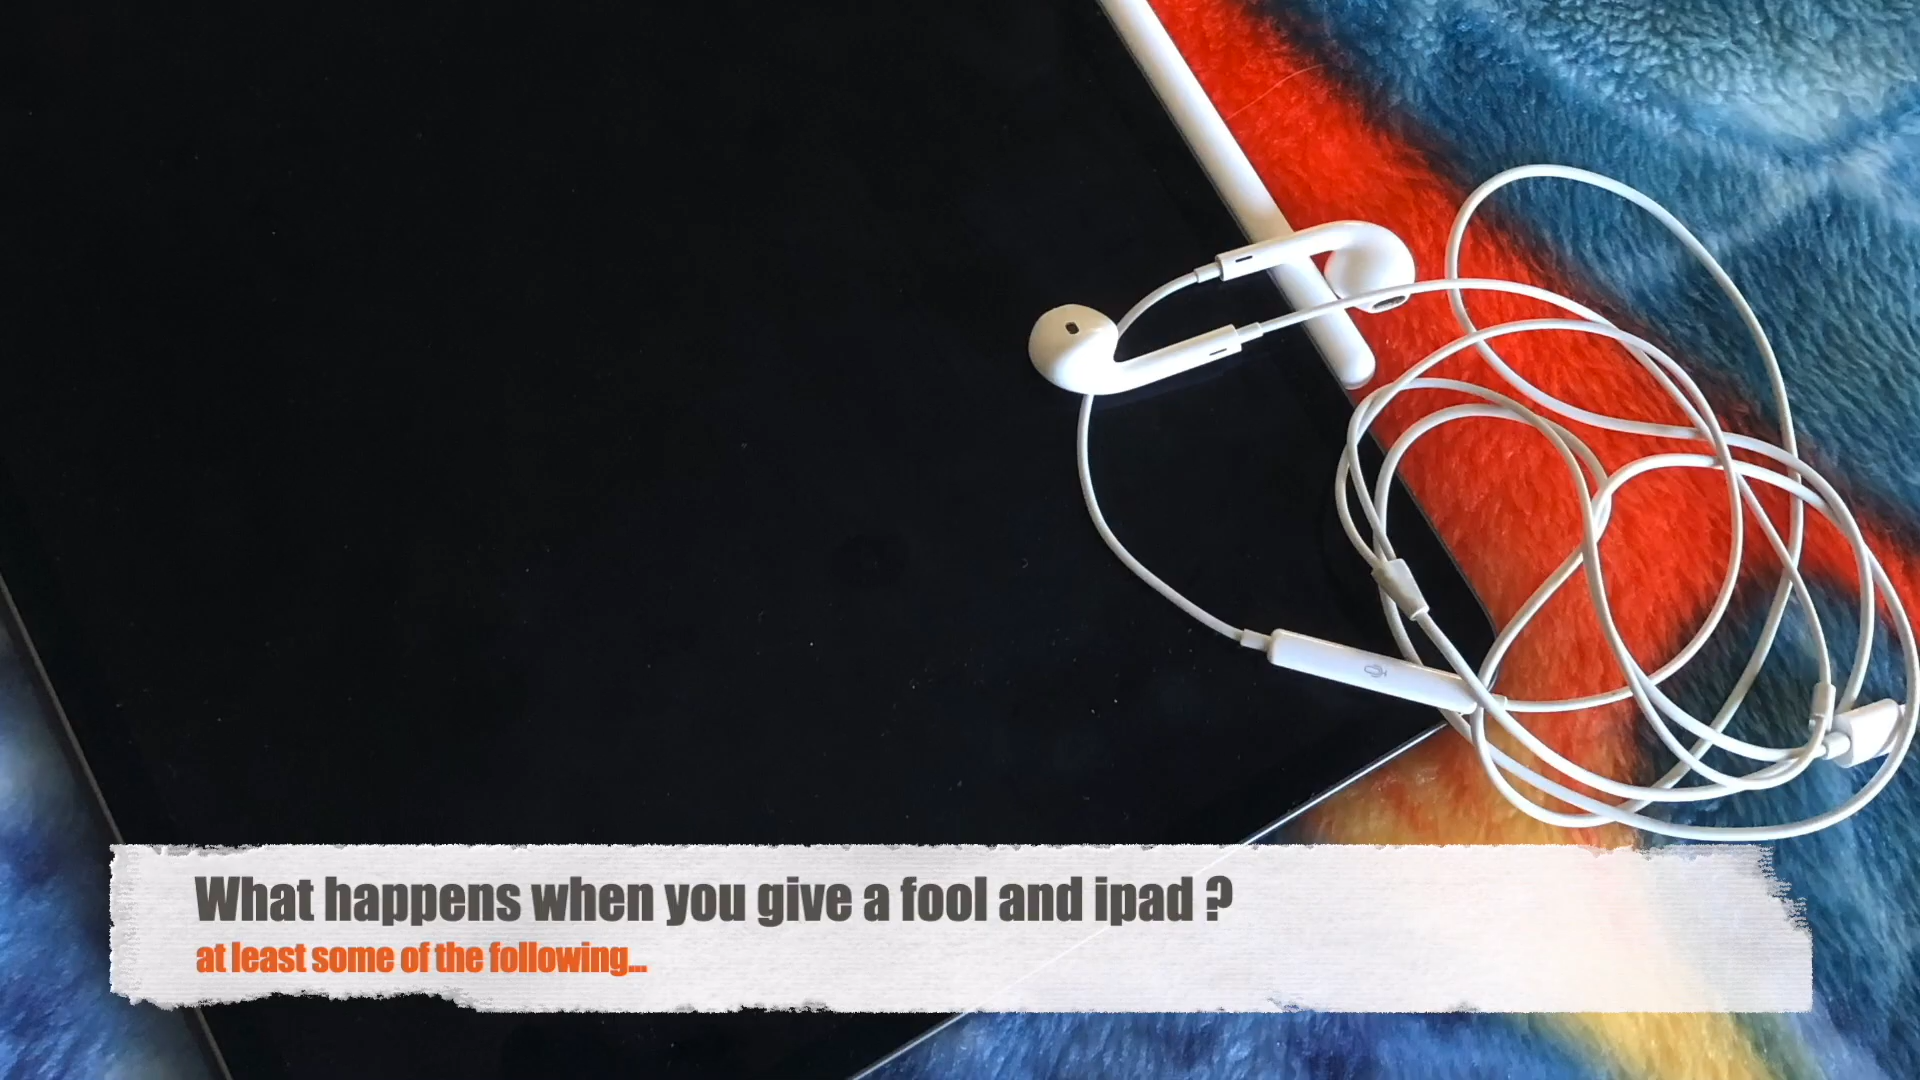 What happens when you give a fool and ipad ?
at least some of the following...